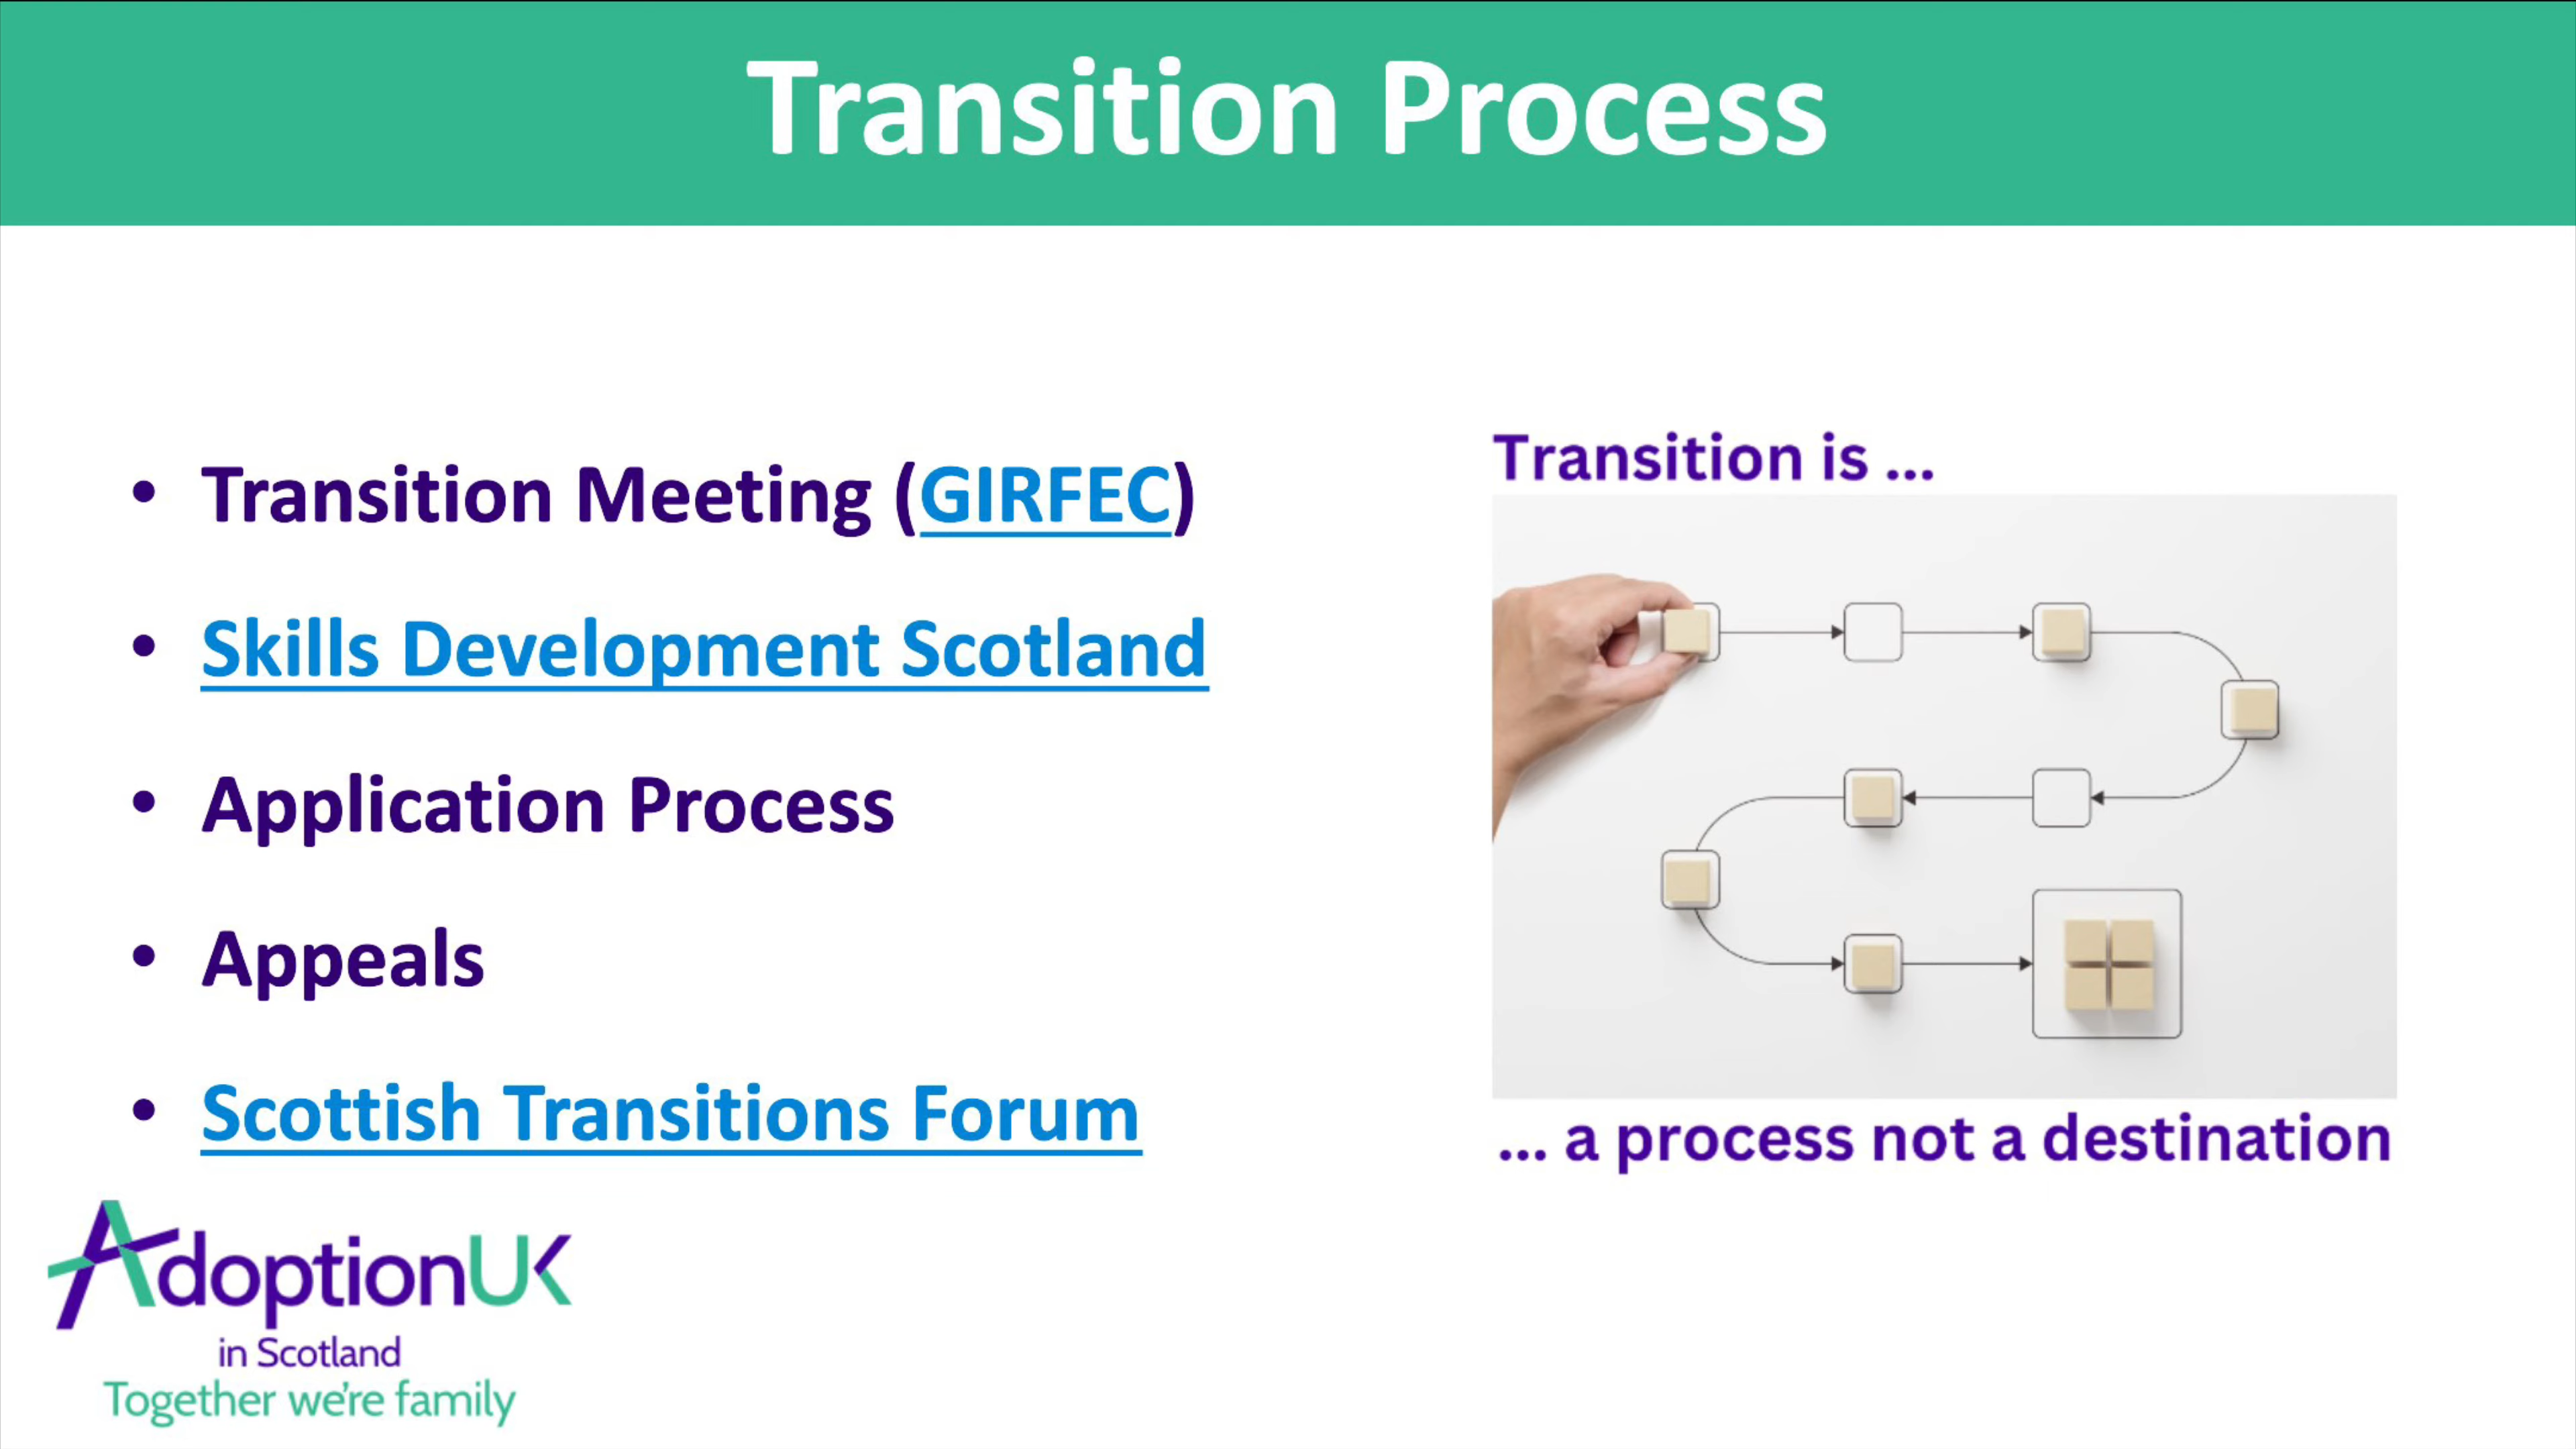 Transition Process
• Transition Meeting (GIRFEC)
• Skills Development Scotland
• Application Process
• Appeals
• Scottish Transitions Forum
Transition is ...
... a process not a destination
AdoptionUK
in Scotland
Together we're family